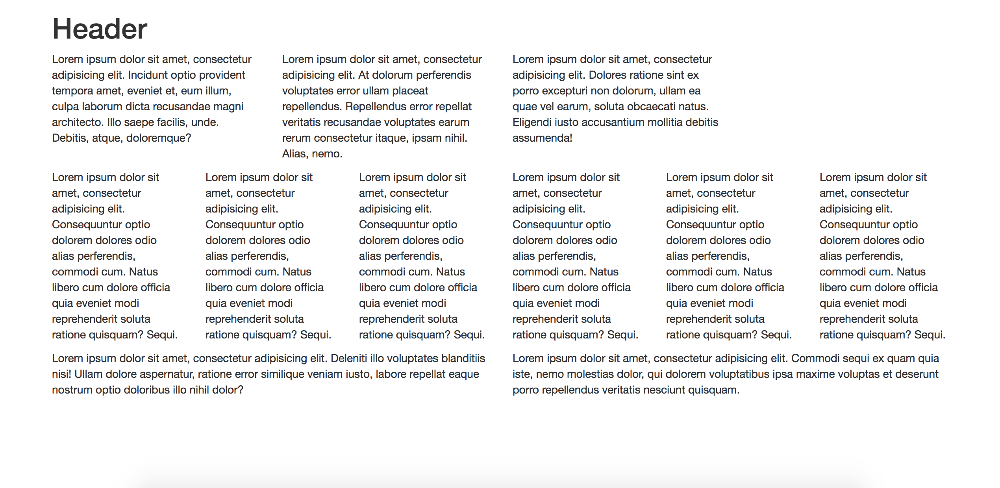 Header
Lorem ipsum dolor sit amet, consectetur
adipisicing elit. Incidunt optio provident
tempora amet, eveniet et, eum illum,
culpa laborum dicta recusandae magni
architecto. Illo saepe facilis, unde.
Debitis, atque, doloremque?
Lorem ipsum dolor sit amet, consectetur
adipisicing elit. At dolorum perferendis
voluptates error ullam placeat
repellendus. Repellendus error repellat
veritatis recusandae voluptates earum
rerum consectetur itaque, ipsam nihil.
Alias, nemo.
Lorem ipsum dolor sit amet, consectetur
adipisicing elit. Dolores ratione sint ex
porro excepturi non dolorum, ullam ea
quae vel earum, soluta obcaecati natus.
Eligendi iusto accusantium mollitia debitis
assumenda!
Lorem ipsum dolor sit
amet, consectetur
adipisicing elit.
Consequuntur optio
dolorem dolores odio
alias perferendis,
commodi cum. Natus
libero cum dolore officia
quia eveniet modi
reprehenderit soluta
ratione quisquam? Sequi.
Lorem ipsum dolor sit
amet, consectetur
adipisicing elit.
Consequuntur optio
dolorem dolores odio
alias perferendis,
commodi cum. Natus
libero cum dolore officia
quia eveniet modi
reprehenderit soluta
ratione quisquam? Sequi.
Lorem ipsum dolor sit
amet, consectetur
adipisicing elit.
Consequuntur optio
dolorem dolores odio
alias perferendis,
commodi cum. Natus
libero cum dolore officia
quia eveniet modi
reprehenderit soluta
ratione quisquam? Sequi.
Lorem ipsum dolor sit
amet, consectetur
adipisicing elit.
Consequuntur optio
dolorem dolores odio
alias perferendis,
commodi cum. Natus
libero cum dolore officia
quia eveniet modi
reprehenderit soluta
ratione quisquam? Sequi.
Lorem ipsum dolor sit
amet, consectetur
adipisicing elit.
Consequuntur optio
dolorem dolores odio
alias perferendis,
commodi cum. Natus
libero cum dolore officia
quia eveniet modi
reprehenderit soluta
ratione quisquam? Sequi.
Lorem ipsum dolor sit
amet, consectetur
adipisicing elit.
Consequuntur optio
dolorem dolores odio
alias perferendis,
commodi cum. Natus
libero cum dolore officia
quia eveniet modi
reprehenderit soluta
ratione quisquam? Sequi.
Lorem ipsum dolor sit amet, consectetur adipisicing elit. Deleniti illo voluptates blanditiis
nisi! Ullam dolore aspernatur, ratione error similique veniam iusto, labore repellat eaque
nostrum optio doloribus illo nihil dolor?
Lorem ipsum dolor sit amet, consectetur adipisicing elit. Commodi sequi ex quam quia
iste, nemo molestias dolor, qui dolorem voluptatibus ipsa maxime voluptas et deserunt
porro repellendus veritatis nesciunt quisquam.